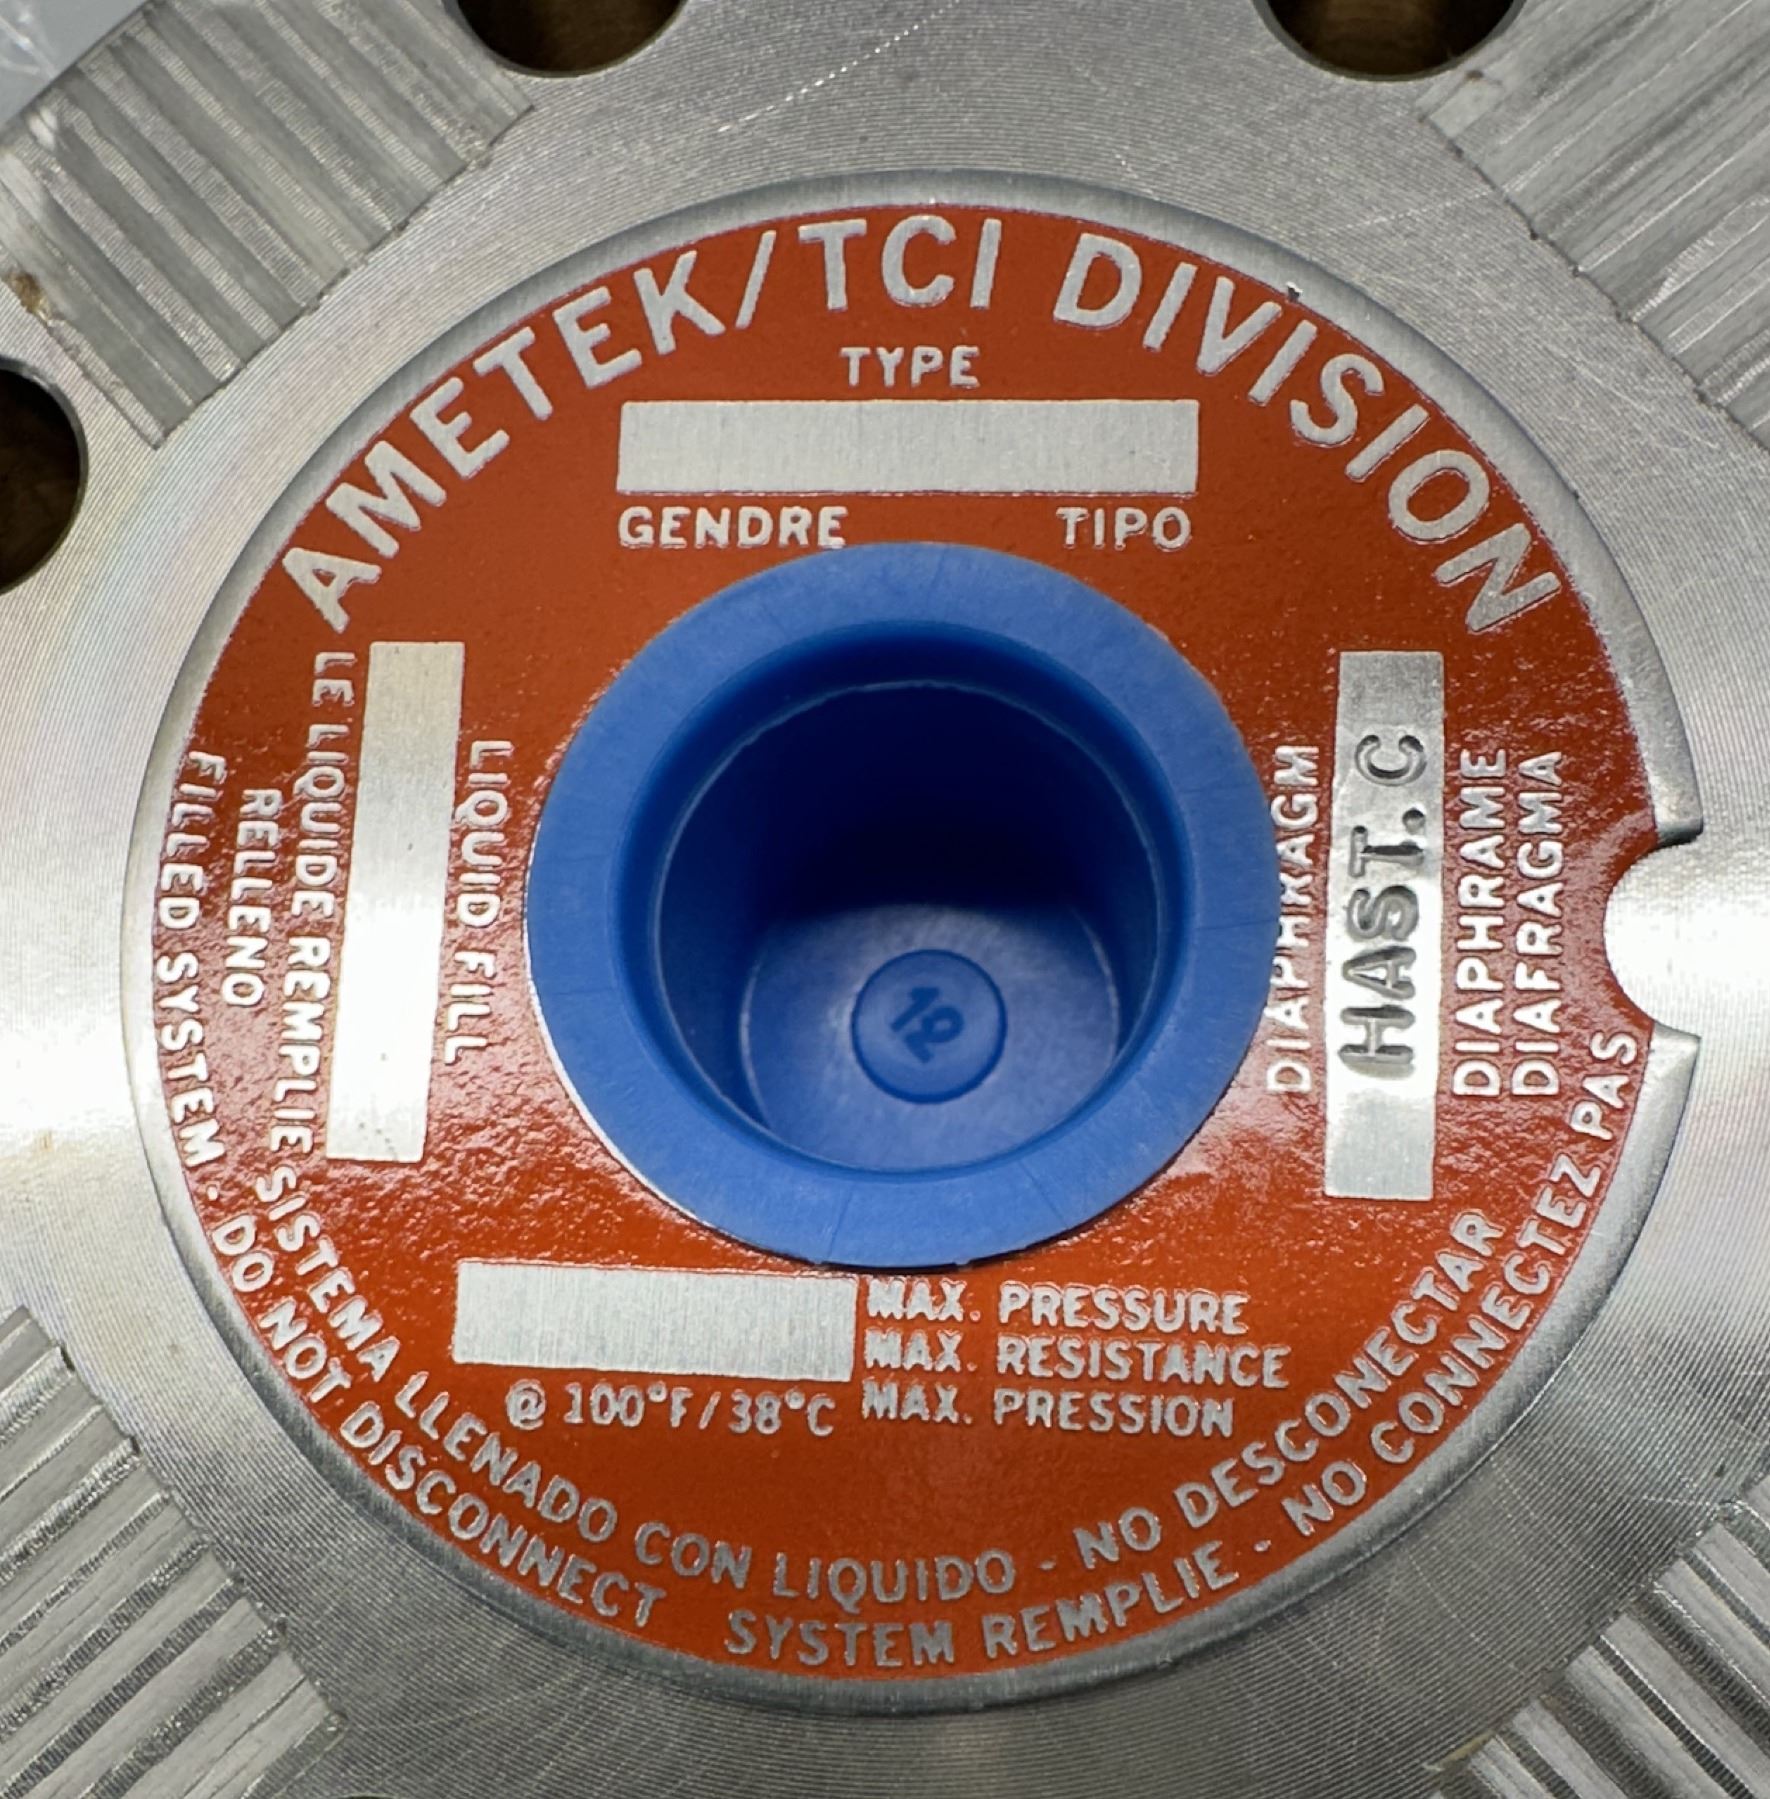 AMETEK/TCI DIVISION
TYPE
GENDRE TIPO
LIQUID FILL
LE LIQUIDE REMPLIE-SISTEMA LLENADO CON LIQUIDO - NO DESCONECTAR
RELLENO
FILLED SYSTEM - DO NOT DISCONNECT SYSTEM REMPLIE - NO CONNECTEZ PAS
DIAPHRAGM
HAST. C
DIAPHRAME
DIAFRAGMA
12
MAX. PRESSURE
MAX. RESISTANCE
@ 100°F/38°C MAX. PRESSION